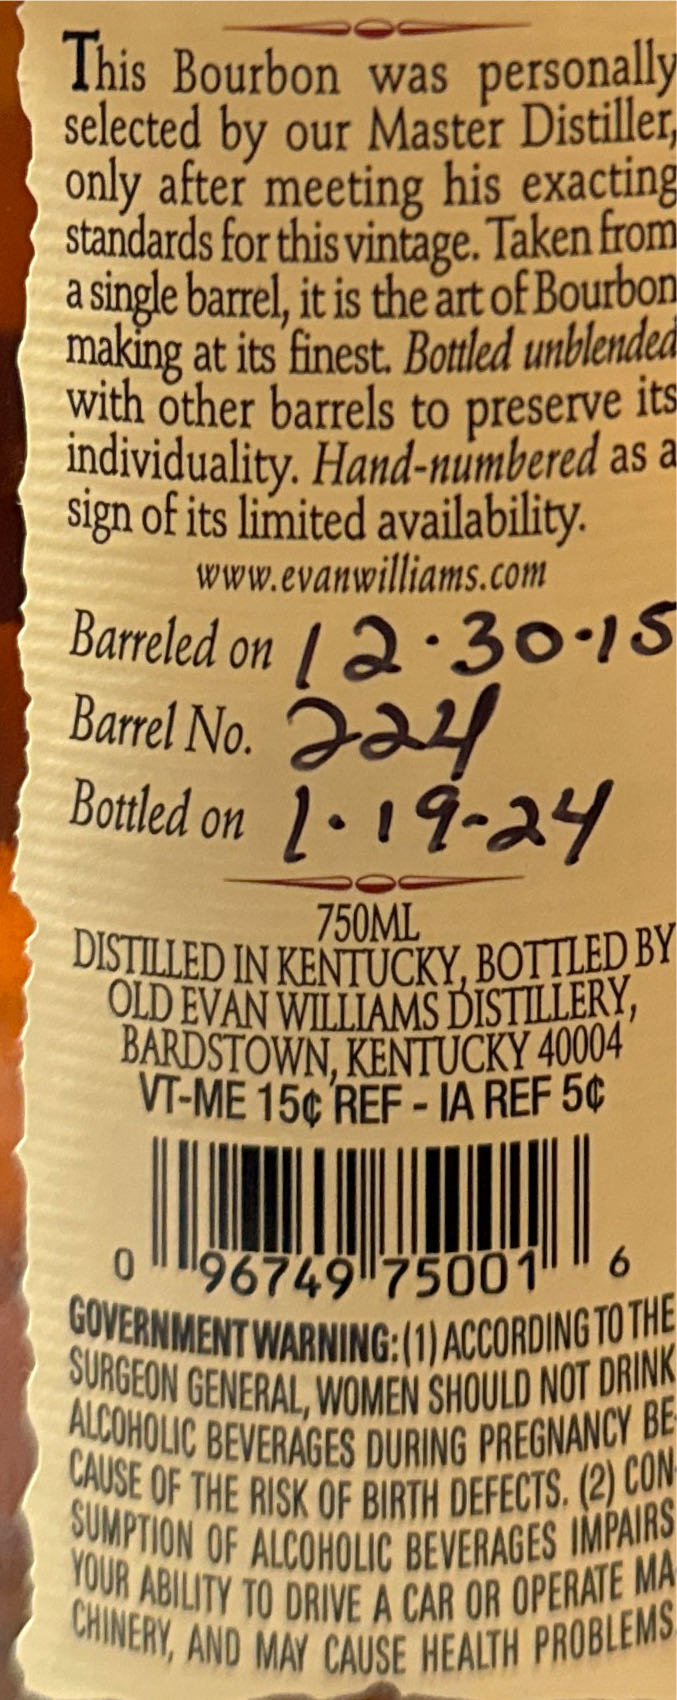 This Bourbon was personally
selected by our Master Distiller,
only after meeting his exacting
standards for this vintage. Taken from
a single barrel, it is the art of Bourbon
making at its finest. Bottled unblended
with other barrels to preserve its
individuality. Hand-numbered as a
sign of its limited availability.
www.evanwilliams.com
Barreled on 12·30·15
Barrel No. 224
Bottled on 1·19-24
750ML
DISTILLED IN KENTUCKY, BOTTLED BY
OLD EVAN WILLIAMS DISTILLERY,
BARDSTOWN, KENTUCKY 40004
VT-ME 15¢ REF - IA REF 5¢
0 96749 75001 6
GOVERNMENT WARNING: (1) ACCORDING TO THE
SURGEON GENERAL, WOMEN SHOULD NOT DRINK
ALCOHOLIC BEVERAGES DURING PREGNANCY BE-
CAUSE OF THE RISK OF BIRTH DEFECTS. (2) CON-
SUMPTION OF ALCOHOLIC BEVERAGES IMPAIRS
YOUR ABILITY TO DRIVE A CAR OR OPERATE MA-
CHINERY, AND MAY CAUSE HEALTH PROBLEMS.